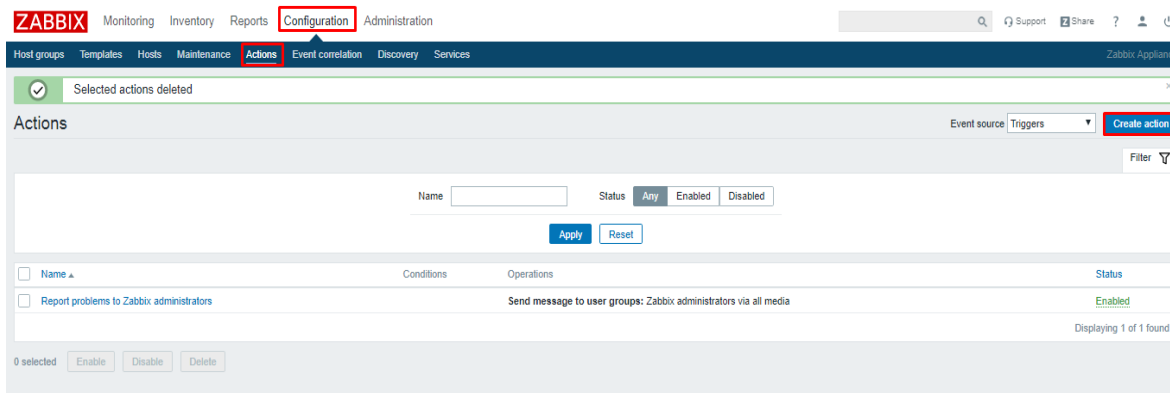 ZABBIX Monitoring Inventory Reports Configuration Administration Support Z Share ?
Host groups Templates Hosts Maintenance Actions Event correlation Discovery Services Zabbix Applianc
Selected actions deleted
Actions Event source Triggers Create action
Filter
Name Status Any Enabled Disabled
Apply Reset
Name Conditions Operations Status
Report problems to Zabbix administrators Send message to user groups: Zabbix administrators via all media Enabled
Displaying 1 of 1 found
0 selected Enable Disable Delete